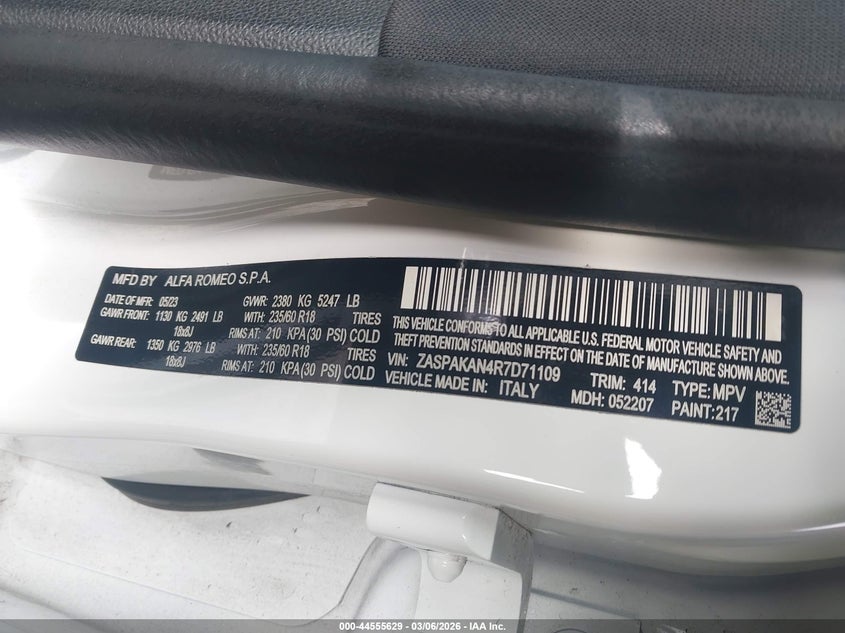 MFD BY ALFA ROMEO S.P.A.
DATE OF MFR 05/23 GVWR: 2380 KG 5247 LB
GAWR FRONT: 1130 KG 2491 LB WITH: 235/60 R18 TIRES
18x8J RIMS AT: 210 KPA(30 PSI) COLD
GAWR REAR: 1350 KG 2976 LB WITH: 235/60 R18 TIRES
18x8J RIMS AT: 210 KPA(30 PSI) COLD
THIS VEHICLE CONFORMS TO ALL APPLICABLE U.S. FEDERAL MOTOR VEHICLE SAFETY AND
THEFT PREVENTION STANDARDS IN EFFECT ON THE DATE OF MANUFACTURE SHOWN ABOVE.
VIN: ZASPAKAN4R7D71109 TRIM: 414 TYPE: MPV
VEHICLE MADE IN: ITALY MDH: 052207 PAINT:217
000-44555629 - 03/06/2026 - IAA Inc.